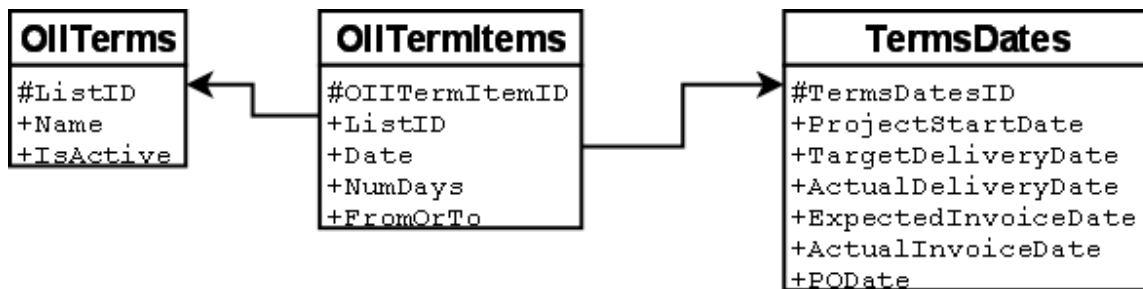 OIITerms
#ListID
+Name
+IsActive
OIITermItems
#OIITermItemID
+ListID
+Date
+NumDays
+FromOrTo
TermsDates
#TermsDatesID
+ProjectStartDate
+TargetDeliveryDate
+ActualDeliveryDate
+ExpectedInvoiceDate
+ActualInvoiceDate
+PODate